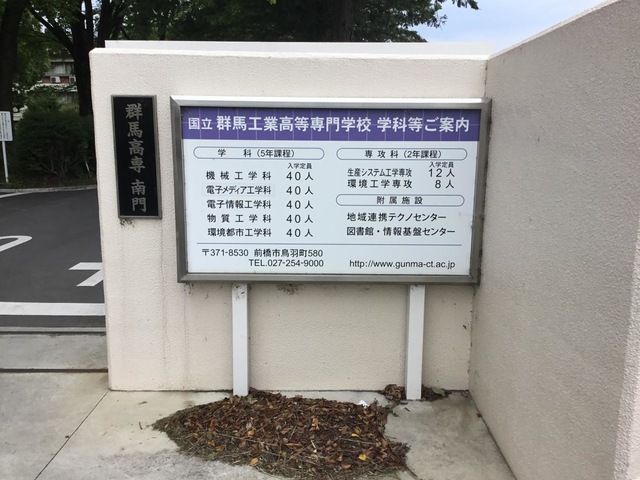 群馬高専 南門
国立 群馬工業高等専門学校 学科等ご案内
学 科 (5年課程)
入学定員
機械工学科 40人
電子メディア工学科 40人
電子情報工学科 40人
物質工学科 40人
環境都市工学科 40人
専攻科 (2年課程)
入学定員
生産システム工学専攻 12人
環境工学専攻 8人
附属施設
地域連携テクノセンター
図書館・情報基盤センター
〒371-8530 前橋市鳥羽町580
TEL.027-254-9000
http://www.gunma-ct.ac.jp